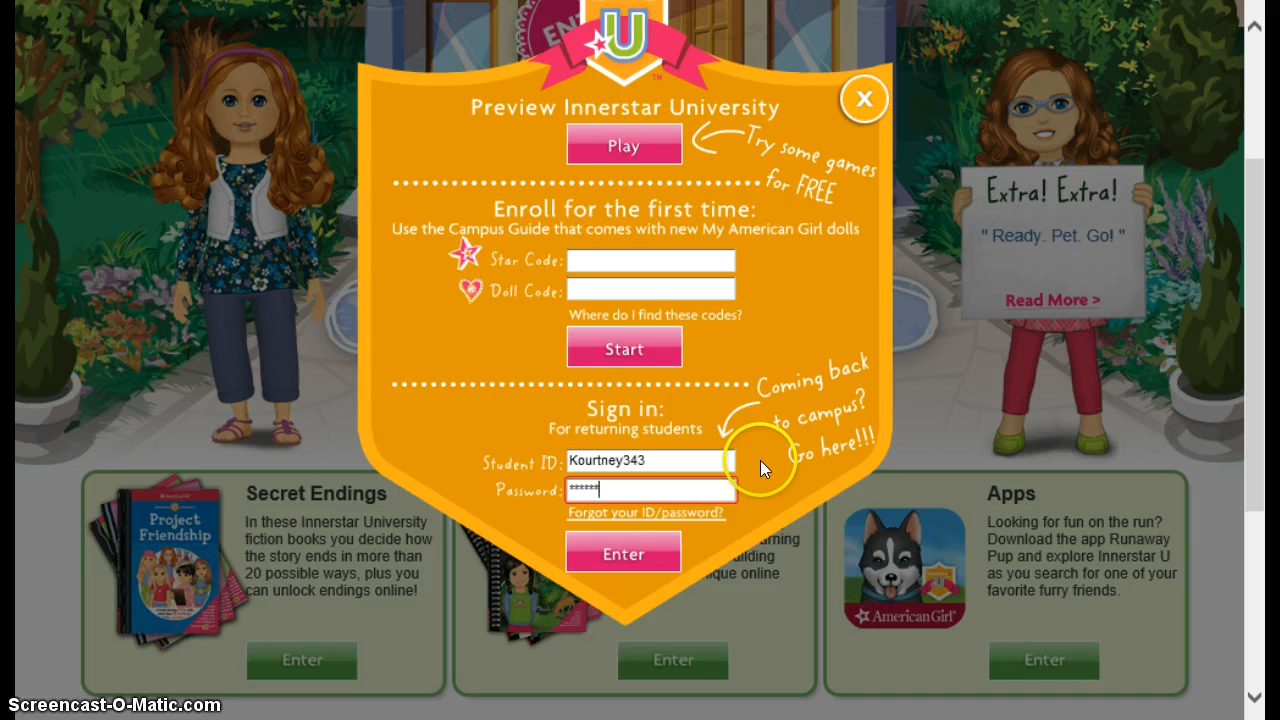 ENT
U
TM
X
Preview Innerstar University
Play
Try some games
for FREE
Enroll for the first time:
Use the Campus Guide that comes with new My American Girl dolls
Star Code:
Doll Code:
Where do I find these codes?
Start
Extra! Extra!
"Ready. Pet. Go!"
Read More >
Coming back
to campus?
Go here!!!
Sign in:
For returning students
Student ID: Kourtney343
Password: ******
Forgot your ID/password?
Enter
Secret Endings
Project
Friendship
In these Innerstar University
fiction books you decide how
the story ends in more than
20 possible ways, plus you
can unlock endings online!
Enter
Enter
Apps
American Girl
Looking for fun on the run?
Download the app Runaway
Pup and explore Innerstar U
as you search for one of your
favorite furry friends.
Enter
Screencast-O-Matic.com